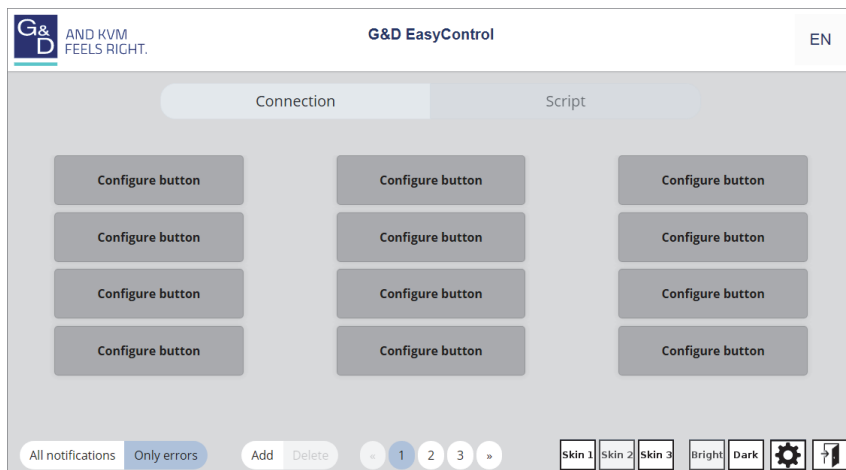 G&D
AND KVM
FEELS RIGHT.
G&D EasyControl
EN
Connection Script
Configure button Configure button Configure button
Configure button Configure button Configure button
Configure button Configure button Configure button
Configure button Configure button Configure button
All notifications Only errors Add Delete « 1 2 3 » Skin 1 Skin 2 Skin 3 Bright Dark